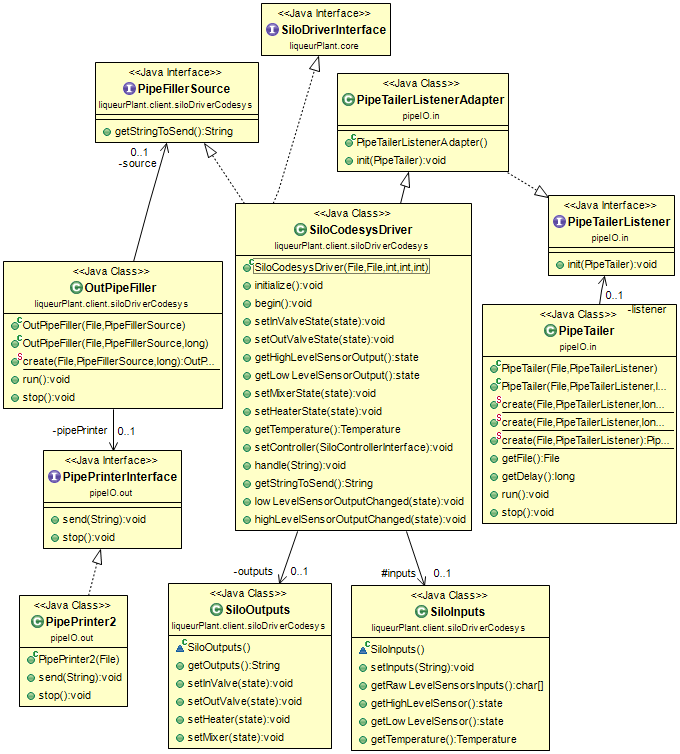 <<Java Interface>>
SiloDriverInterface
liqueurPlant.core
<<Java Interface>>
PipeFillerSource
liqueurPlant.client.siloDriverCodesys
getStringToSend():String
<<Java Class>>
PipeTailerListenerAdapter
pipeIO.in
PipeTailerListenerAdapter()
init(PipeTailer):void
0..1
-source
<<Java Class>>
SiloCodesysDriver
liqueurPlant.client.siloDriverCodesys
SiloCodesysDriver(File,File,int,int,int)
initialize():void
begin():void
setInValveState(state):void
setOutValveState(state):void
getHighLevelSensorOutput():state
getLow LevelSensorOutput():state
setMixerState(state):void
setHeaterState(state):void
getTemperature():Temperature
setController(SiloControllerInterface):void
handle(String):void
getStringToSend():String
low LevelSensorOutputChanged(state):void
highLevelSensorOutputChanged(state):void
<<Java Interface>>
PipeTailerListener
pipeIO.in
init(PipeTailer):void
0..1
-listener
<<Java Class>>
OutPipeFiller
liqueurPlant.client.siloDriverCodesys
OutPipeFiller(File,PipeFillerSource)
OutPipeFiller(File,PipeFillerSource,long)
create(File,PipeFillerSource,long):OutP...
run():void
stop():void
<<Java Class>>
PipeTailer
pipeIO.in
PipeTailer(File,PipeTailerListener)
PipeTailer(File,PipeTailerListener,l...
create(File,PipeTailerListener,lon...
create(File,PipeTailerListener,lon...
create(File,PipeTailerListener):Pip...
getFile():File
getDelay():long
run():void
stop():void
-pipePrinter
0..1
<<Java Interface>>
PipePrinterInterface
pipeIO.out
send(String):void
stop():void
-outputs
0..1
#inputs
0..1
<<Java Class>>
PipePrinter2
pipeIO.out
PipePrinter2(File)
send(String):void
stop():void
<<Java Class>>
SiloOutputs
liqueurPlant.client.siloDriverCodesys
SiloOutputs()
getOutputs():String
setInValve(state):void
setOutValve(state):void
setHeater(state):void
setMixer(state):void
<<Java Class>>
SiloInputs
liqueurPlant.client.siloDriverCodesys
SiloInputs()
setInputs(String):void
getRaw LevelSensorsInputs():char[]
getHighLevelSensor():state
getLow LevelSensor():state
getTemperature():Temperature